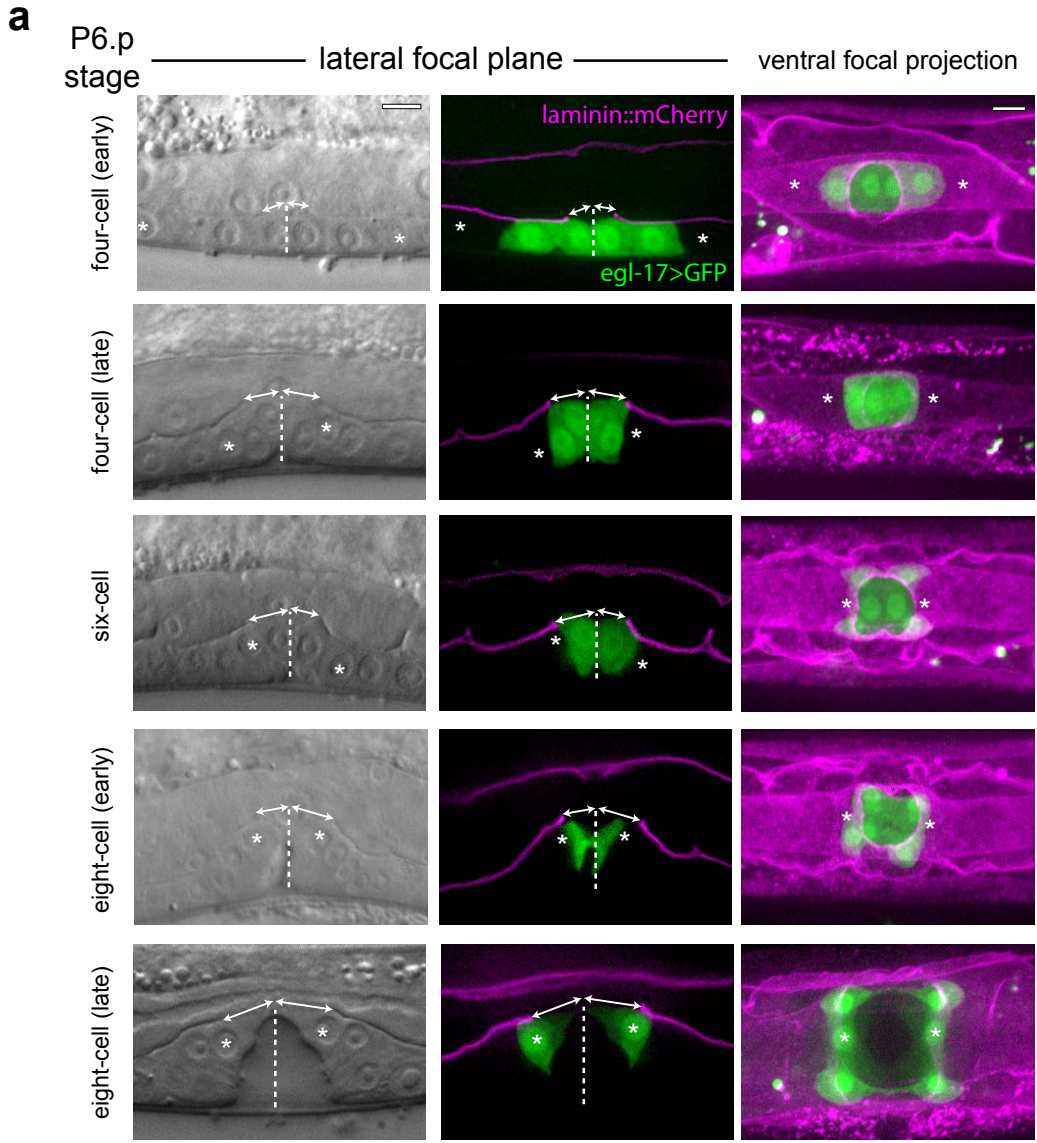 a
P6.p
stage
lateral focal plane
ventral focal projection
four-cell (early)
laminin::mCherry
egl-17>GFP
four-cell (late)
six-cell
eight-cell (early)
eight-cell (late)